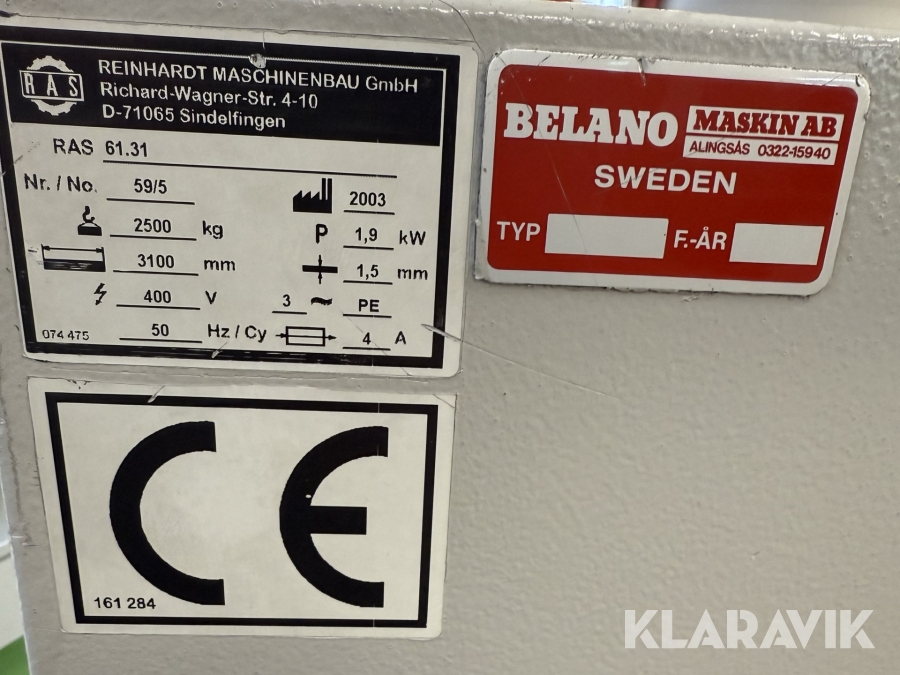 RAS
REINHARDT MASCHINENBAU GmbH
Richard-Wagner-Str. 4-10
D-71065 Sindelfingen
RAS 61.31
Nr. / No. 59/5 2003
2500 kg P 1,9 kW
3100 mm 1,5 mm
400 V 3 ~ PE
074 475 50 Hz / Cy 4 A
BELANO MASKIN AB
ALINGSÅS 0322-15940
SWEDEN
TYP F.-ÅR
CE
161 284
KLARAVIK